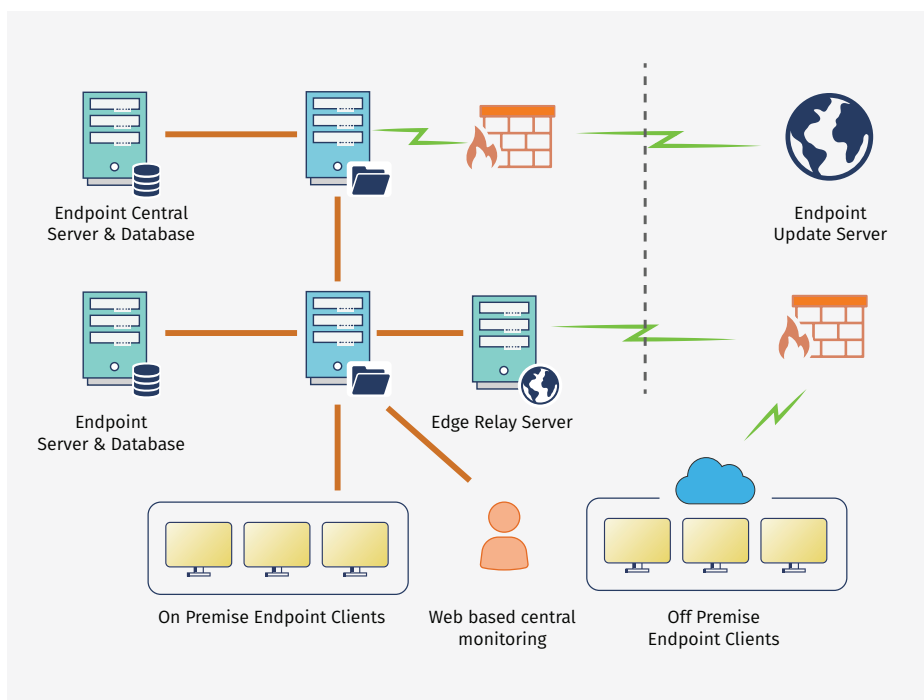 Endpoint Central
Server & Database
Endpoint
Update Server
Endpoint
Server & Database
Edge Relay Server
On Premise Endpoint Clients
Web based central
monitoring
Off Premise
Endpoint Clients